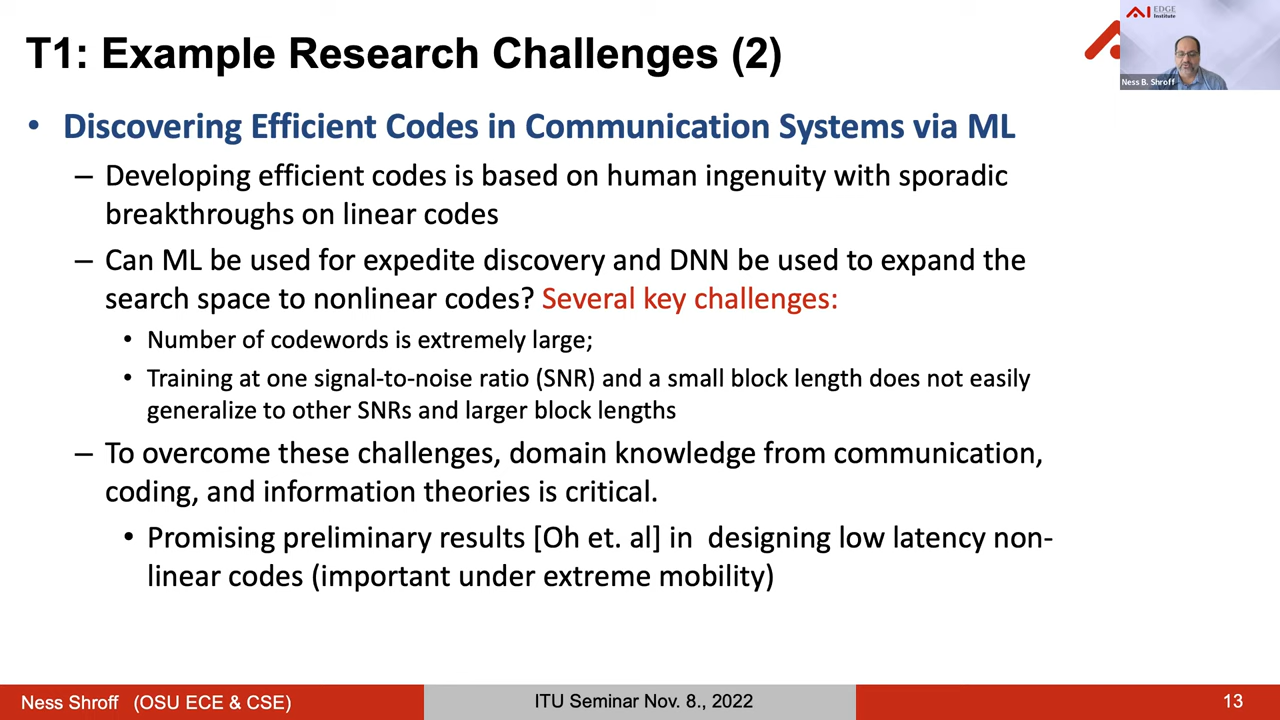 T1: Example Research Challenges (2)
AI EDGE
Institute
Ness B. Shroff
• Discovering Efficient Codes in Communication Systems via ML
– Developing efficient codes is based on human ingenuity with sporadic
breakthroughs on linear codes
– Can ML be used for expedite discovery and DNN be used to expand the
search space to nonlinear codes? Several key challenges:
• Number of codewords is extremely large;
• Training at one signal-to-noise ratio (SNR) and a small block length does not easily
generalize to other SNRs and larger block lengths
– To overcome these challenges, domain knowledge from communication,
coding, and information theories is critical.
• Promising preliminary results [Oh et. al] in  designing low latency non-
linear codes (important under extreme mobility)
Ness Shroff   (OSU ECE & CSE)
ITU Seminar Nov. 8., 2022
13